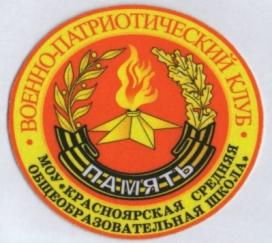 · ВОЕННО-ПАТРИОТИЧЕСКИЙ КЛУБ ·
ПАМЯТЬ
МОУ «КРАСНОЯРСКАЯ СРЕДНЯЯ
ОБЩЕОБРАЗОВАТЕЛЬНАЯ ШКОЛА»